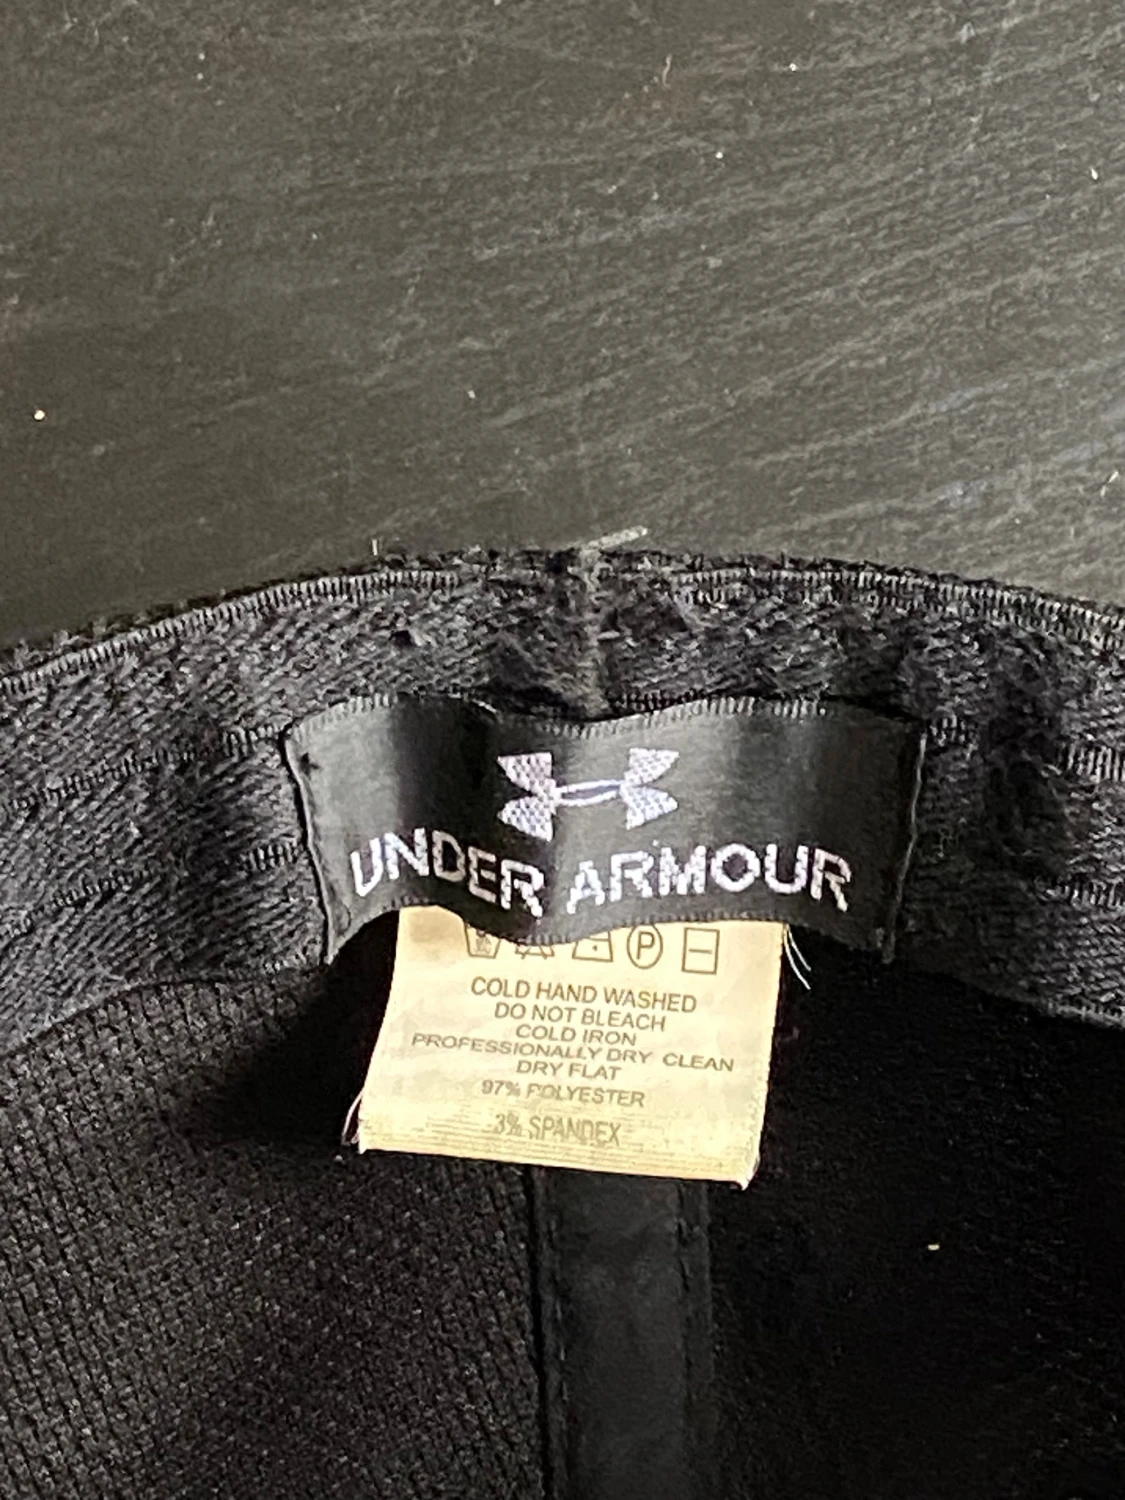 UNDER ARMOUR
P
COLD HAND WASHED
DO NOT BLEACH
COLD IRON
PROFESSIONALLY DRY CLEAN
DRY FLAT
97% POLYESTER
3% SPANDEX